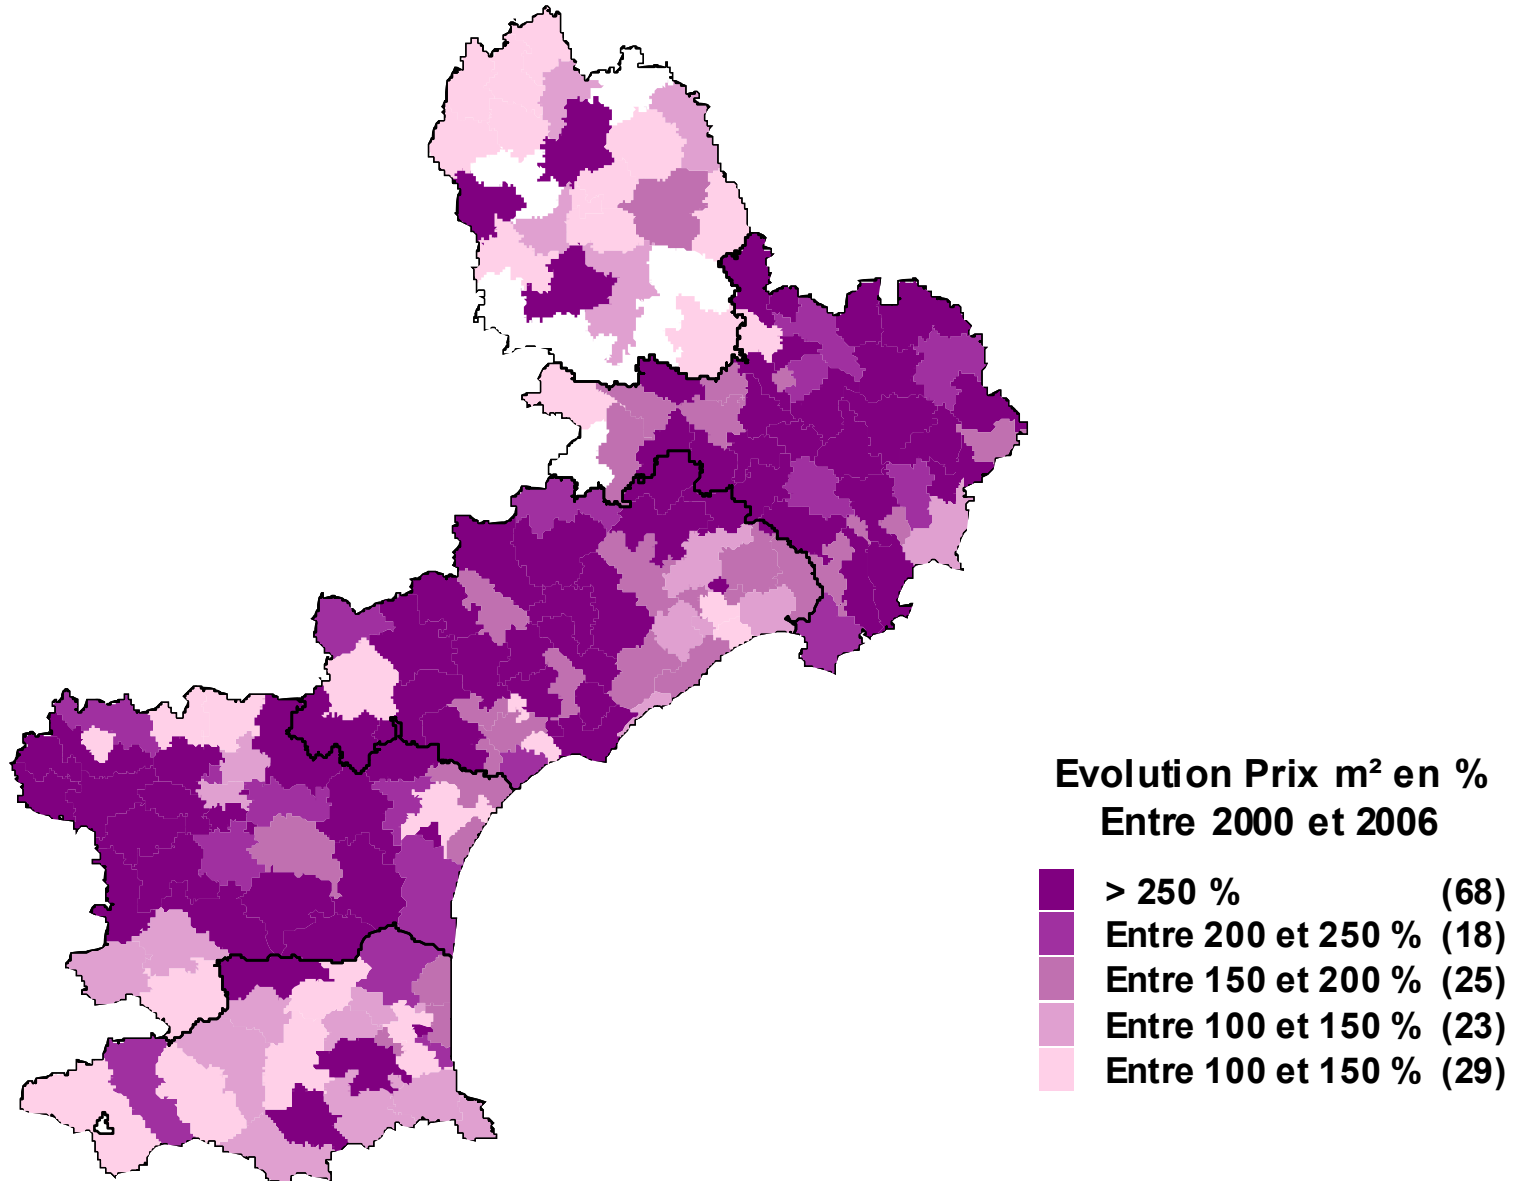 Evolution Prix m² en %
Entre 2000 et 2006
> 250 % (68)
Entre 200 et 250 % (18)
Entre 150 et 200 % (25)
Entre 100 et 150 % (23)
Entre 100 et 150 % (29)